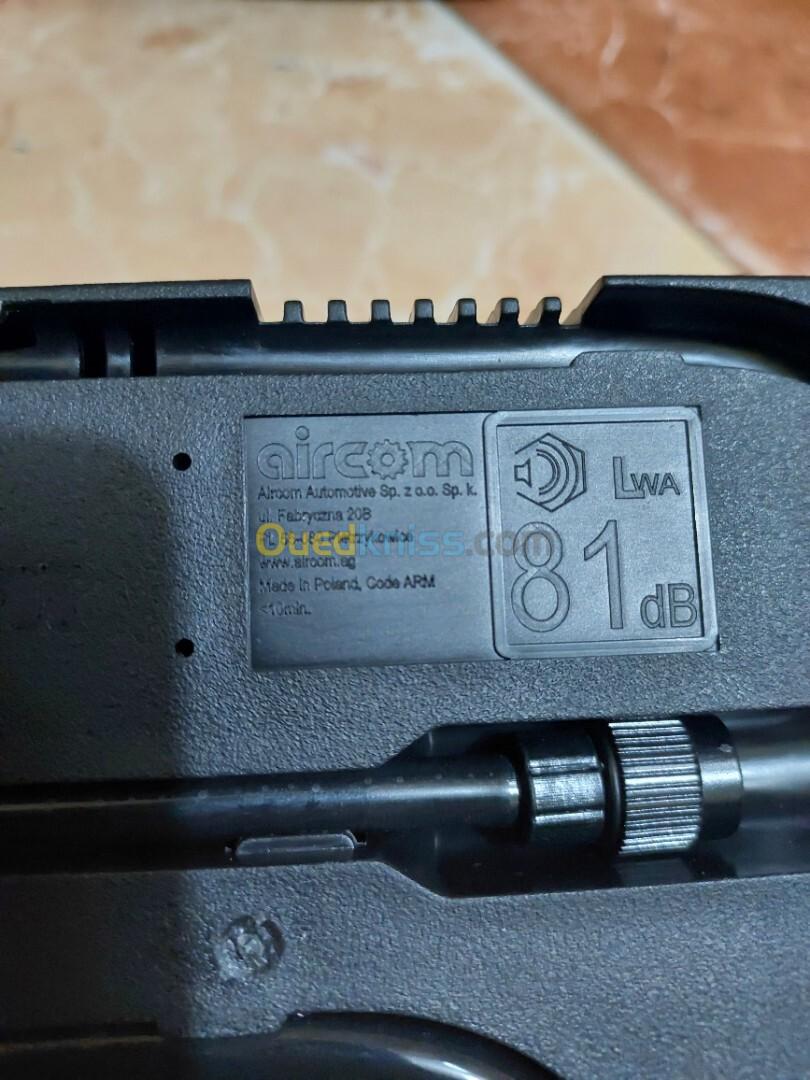 aircom
Aircom Automotive Sp. z o.o. Sp. k.
ul. Fabryczna 20B
www.aircom.ag
Made in Poland, Code ARM
<10min.
LWA
81 dB
Ouedkniss.com